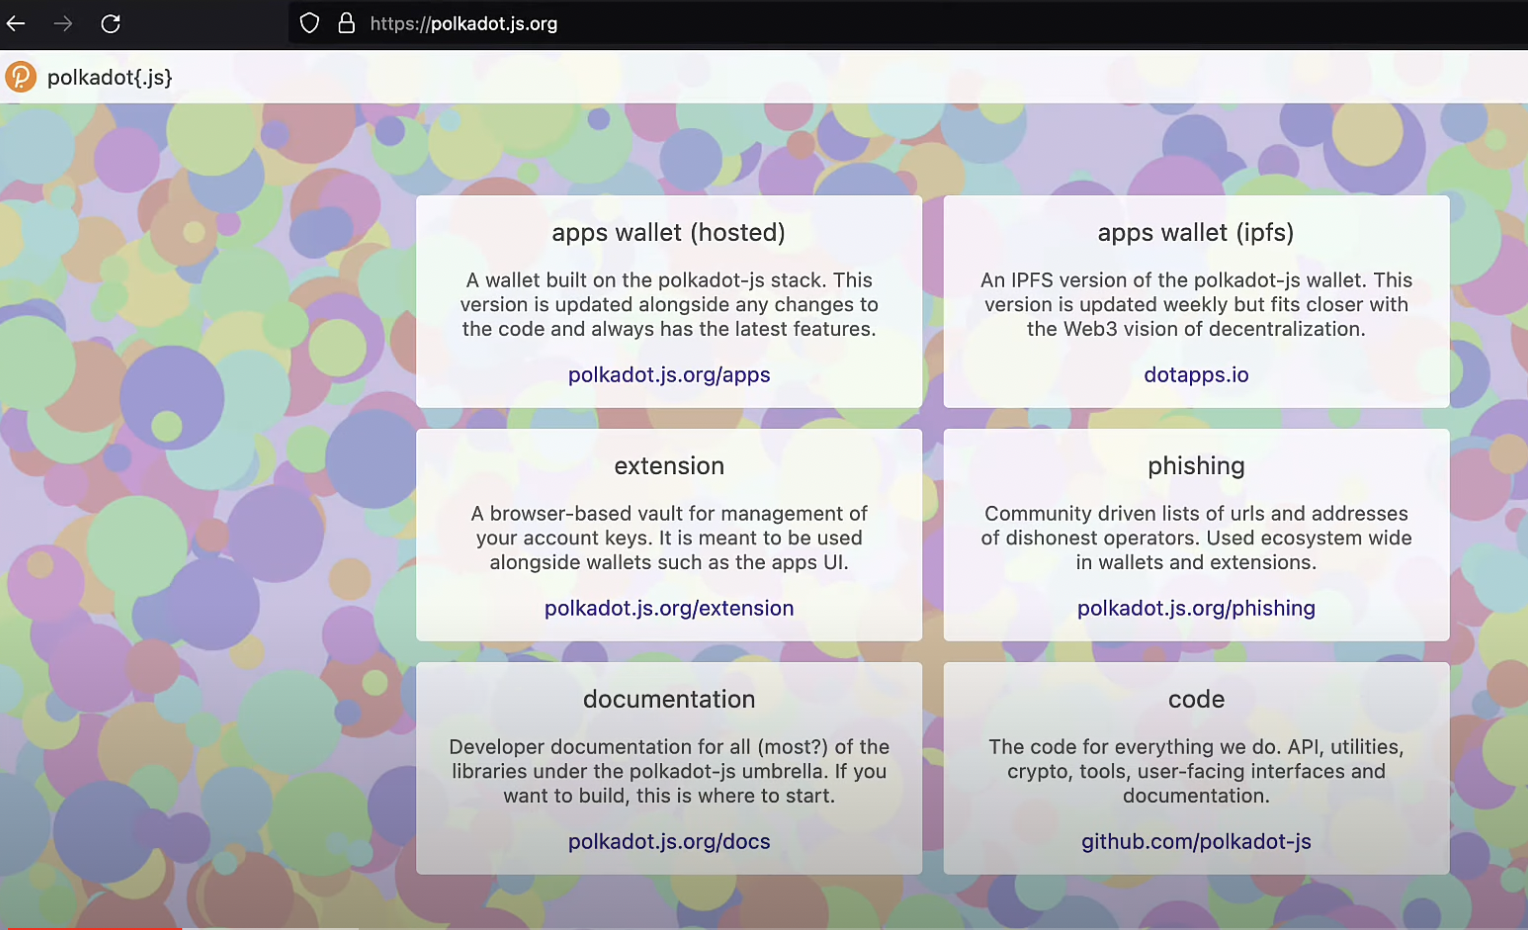 https://polkadot.js.org
polkadot{.js}
apps wallet (hosted)
A wallet built on the polkadot-js stack. This
version is updated alongside any changes to
the code and always has the latest features.
polkadot.js.org/apps
apps wallet (ipfs)
An IPFS version of the polkadot-js wallet. This
version is updated weekly but fits closer with
the Web3 vision of decentralization.
dotapps.io
extension
A browser-based vault for management of
your account keys. It is meant to be used
alongside wallets such as the apps UI.
polkadot.js.org/extension
phishing
Community driven lists of urls and addresses
of dishonest operators. Used ecosystem wide
in wallets and extensions.
polkadot.js.org/phishing
documentation
Developer documentation for all (most?) of the
libraries under the polkadot-js umbrella. If you
want to build, this is where to start.
polkadot.js.org/docs
code
The code for everything we do. API, utilities,
crypto, tools, user-facing interfaces and
documentation.
github.com/polkadot-js